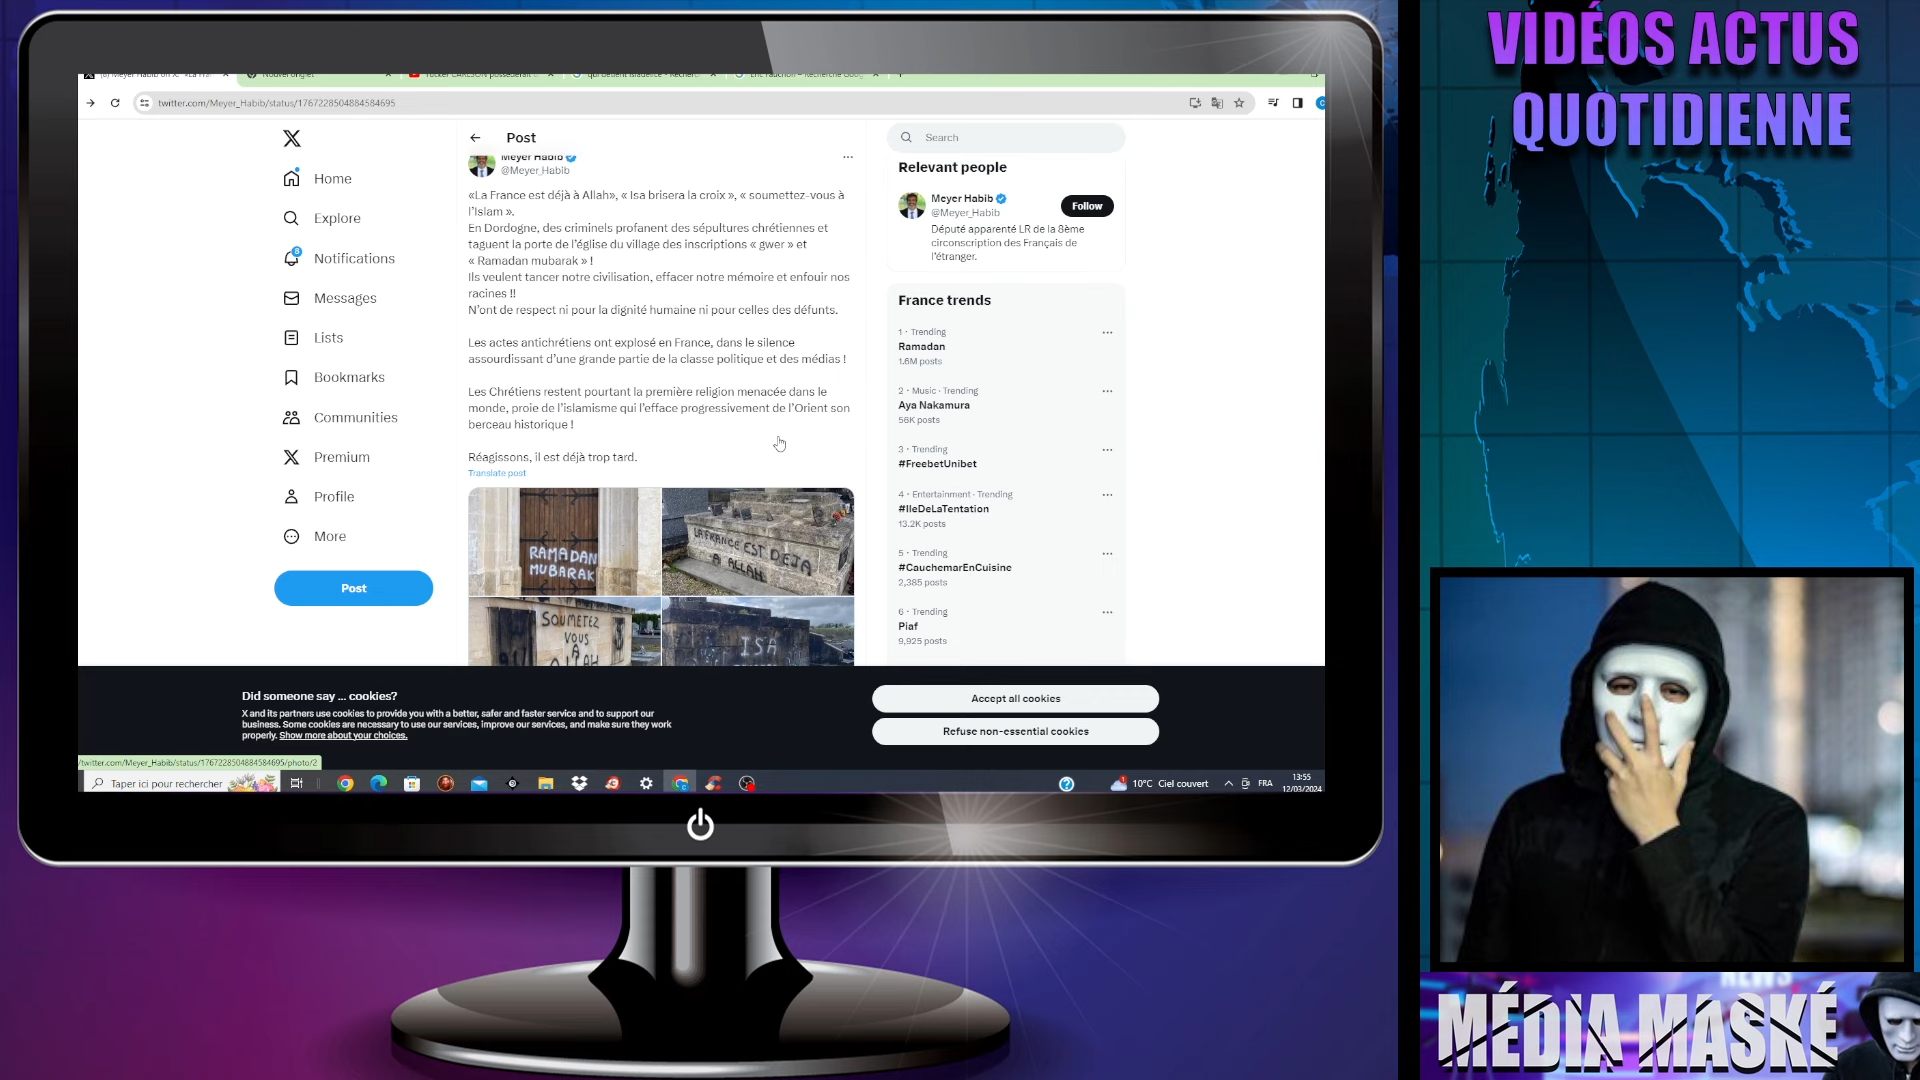 VIDÉOS ACTUS
QUOTIDIENNE
twitter.com/Meyer_Habib/status/1767228504884584695
Post
Search
Meyer Habib
@Meyer_Habib
«La France est déjà à Allah», « Isa brisera la croix », « soumettez-vous à
l'Islam ».
En Dordogne, des criminels profanent des sépultures chrétiennes et
taguent la porte de l'église du village des inscriptions « gwer » et
« Ramadan mubarak » !
Ils veulent tancer notre civilisation, effacer notre mémoire et enfouir nos
racines !!
N'ont de respect ni pour la dignité humaine ni pour celles des défunts.
Les actes antichrétiens ont explosé en France, dans le silence
assourdissant d'une grande partie de la classe politique et des médias !
Les Chrétiens restent pourtant la première religion menacée dans le
monde, proie de l'islamisme qui l'efface progressivement de l'Orient son
berceau historique !
Réagissons, il est déjà trop tard.
Translate post
RAMADAN
MUBARAK
LA FRANCE EST DEJA
A ALLAH
SOUMETEZ
VOUS
À
ALLAH
ISA
Home
Explore
8
Notifications
Messages
Lists
Bookmarks
Communities
Premium
Profile
More
Post
Relevant people
Meyer Habib
@Meyer_Habib
Follow
Député apparenté LR de la 8ème
circonscription des Français de
l'étranger.
France trends
1 · Trending
Ramadan
1.6M posts
2 · Music · Trending
Aya Nakamura
56K posts
3 · Trending
#FreebetUnibet
4 · Entertainment · Trending
#IleDeLaTentation
13.2K posts
5 · Trending
#CauchemarEnCuisine
2,385 posts
6 · Trending
Piaf
9,925 posts
Did someone say … cookies?
X and its partners use cookies to provide you with a better, safer and faster service and to support our
business. Some cookies are necessary to use our services, improve our services, and make sure they work
properly. Show more about your choices.
Accept all cookies
Refuse non-essential cookies
/twitter.com/Meyer_Habib/status/1767228504884584695/photo/2
Taper ici pour rechercher
1
10°C Ciel couvert
FRA
13:55
12/03/2024
MÉDIA MASKÉ